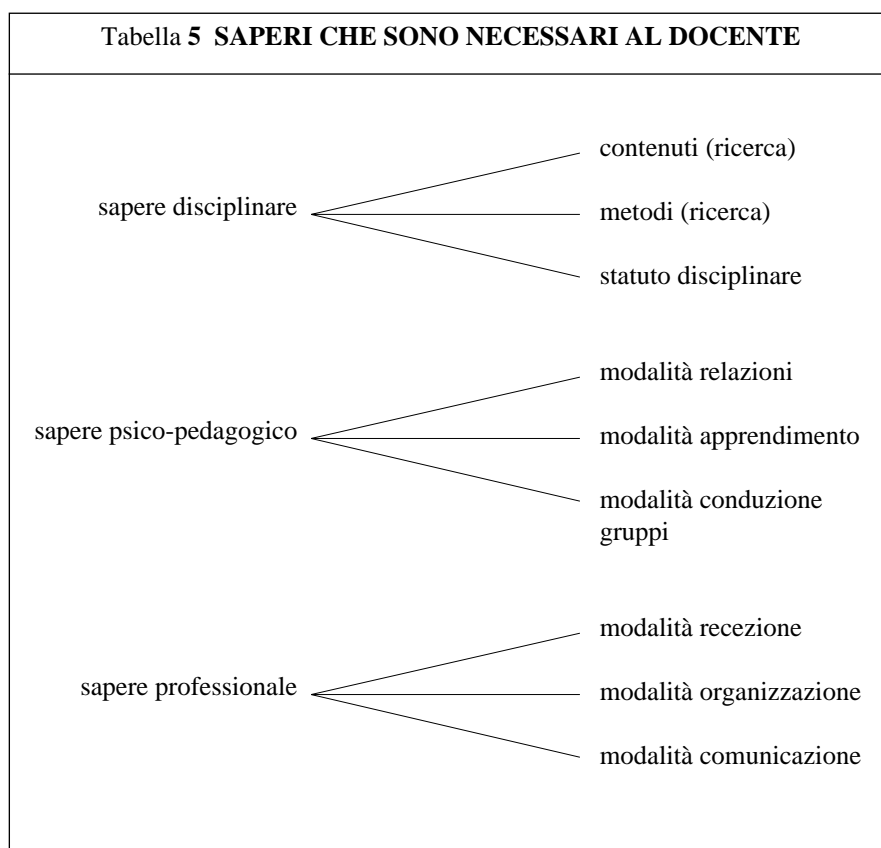 Tabella 5 SAPERI CHE SONO NECESSARI AL DOCENTE
sapere disciplinare
contenuti (ricerca)
metodi (ricerca)
statuto disciplinare
sapere psico-pedagogico
modalità relazioni
modalità apprendimento
modalità conduzione
gruppi
sapere professionale
modalità recezione
modalità organizzazione
modalità comunicazione